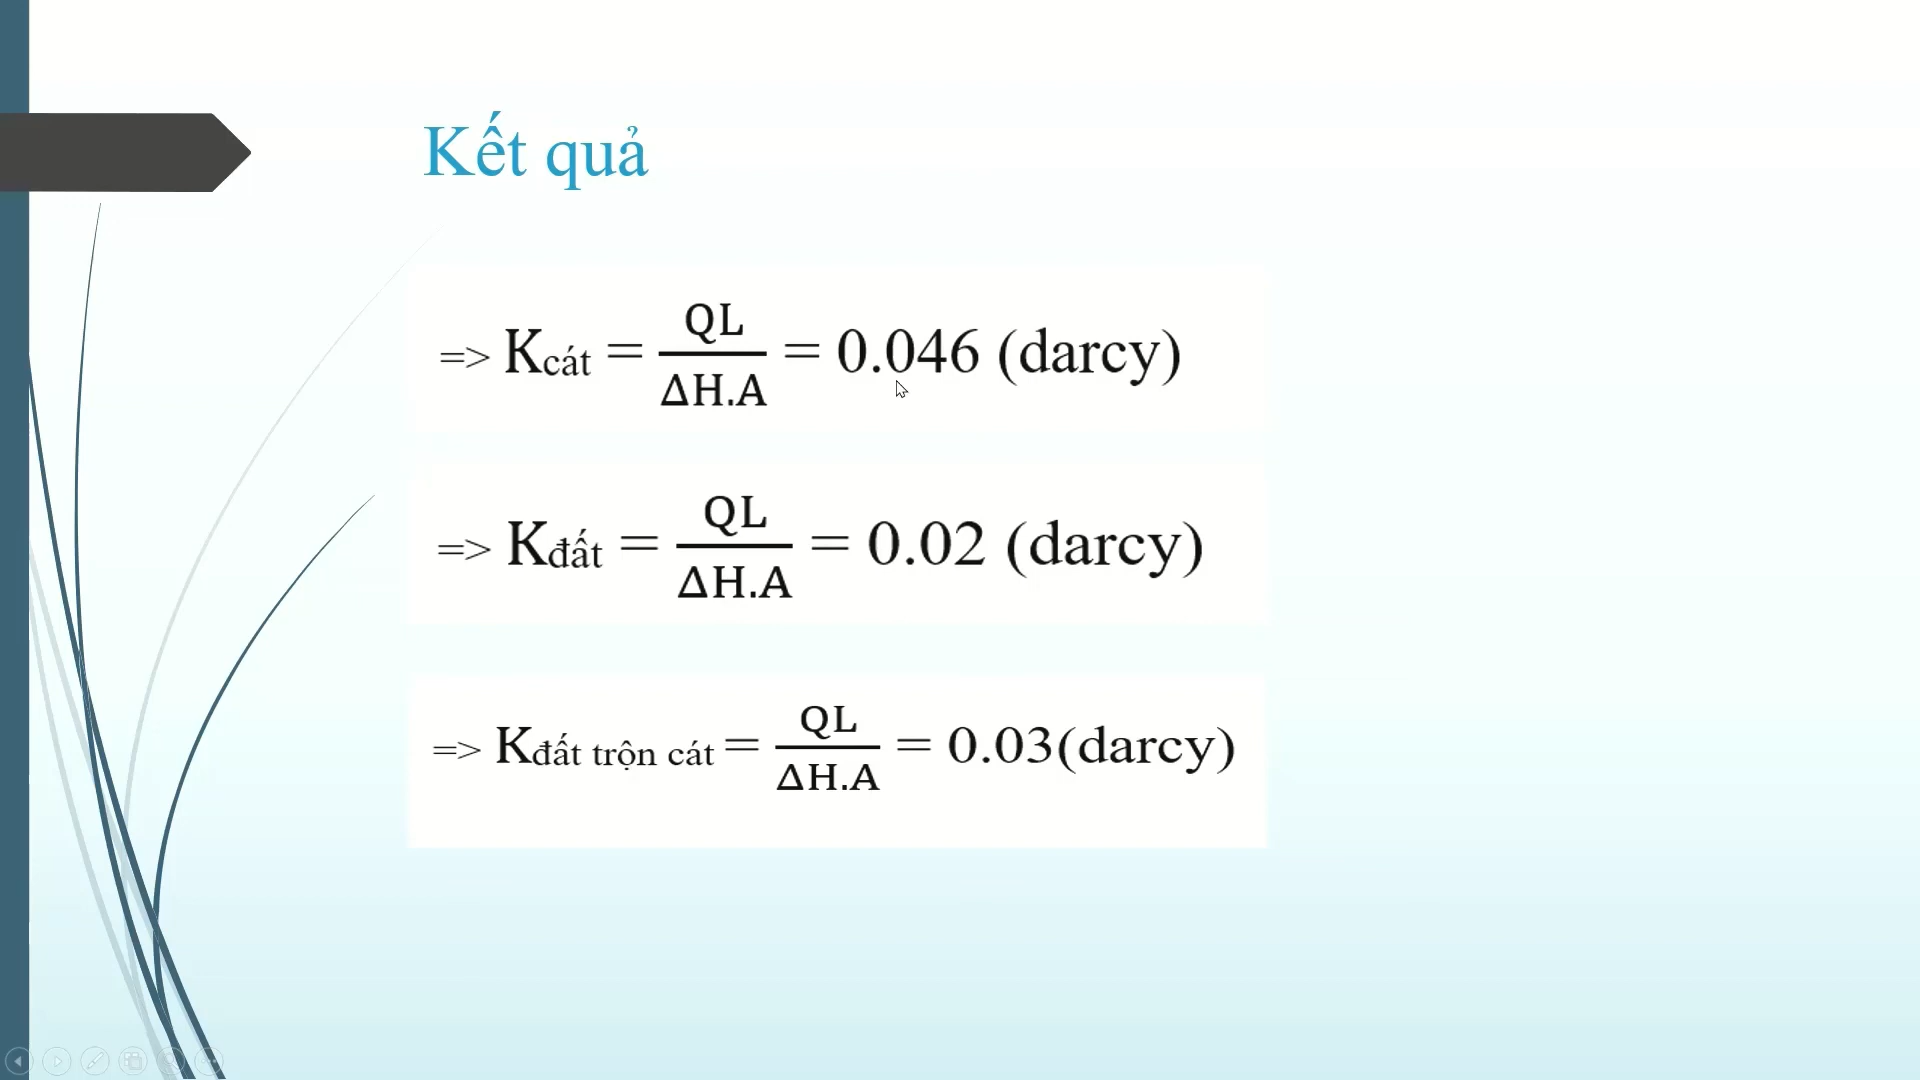 Kết quả
=> Kcát = QL / ΔH.A = 0.046 (darcy)
=> Kđất = QL / ΔH.A = 0.02 (darcy)
=> Kđất trộn cát = QL / ΔH.A = 0.03(darcy)